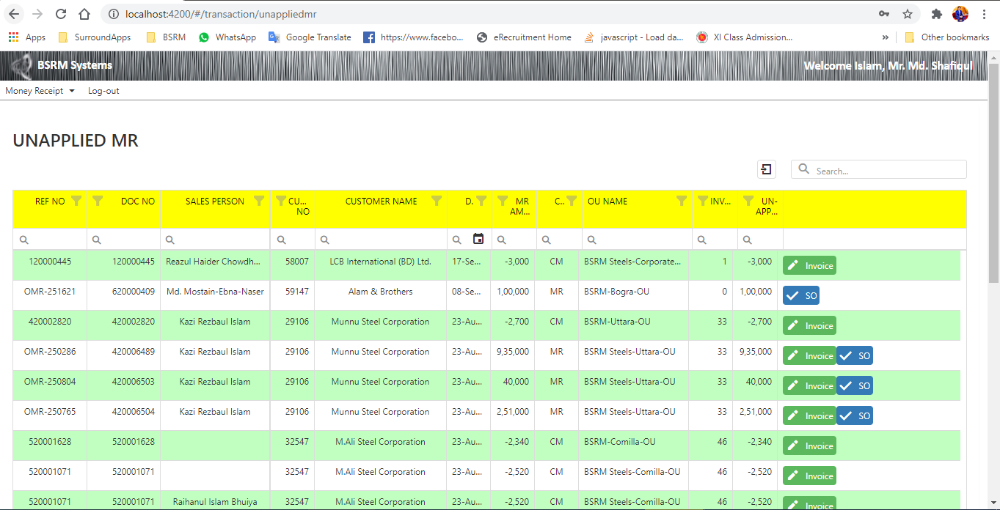 localhost:4200/#/transaction/unappliedmr
Apps SurroundApps BSRM WhatsApp Google Translate https://www.facebo... eRecruitment Home javascript - Load da... XI Class Admission... » Other bookmarks
BSRM Systems Welcome Islam, Mr. Md. Shafiqul
Money Receipt Log-out
UNAPPLIED MR
Search...
REF NO DOC NO SALES PERSON CU... NO CUSTOMER NAME D. MR AM... C.. OU NAME INV... UN-APP...
120000445 120000445 Reazul Haider Chowdh... 58007 LCB International (BD) Ltd. 17-Se... -3,000 CM BSRM Steels-Corporate... 1 -3,000 Invoice
OMR-251621 620000409 Md. Mostain-Ebna-Naser 59147 Alam & Brothers 08-Se... 1,00,000 MR BSRM-Bogra-OU 0 1,00,000 SO
420002820 420002820 Kazi Rezbaul Islam 29106 Munnu Steel Corporation 23-Au... -2,700 CM BSRM-Uttara-OU 33 -2,700 Invoice
OMR-250286 420006489 Kazi Rezbaul Islam 29106 Munnu Steel Corporation 23-Au... 9,35,000 MR BSRM Steels-Uttara-OU 33 9,35,000 Invoice SO
OMR-250804 420006503 Kazi Rezbaul Islam 29106 Munnu Steel Corporation 23-Au... 40,000 MR BSRM Steels-Uttara-OU 33 40,000 Invoice SO
OMR-250765 420006504 Kazi Rezbaul Islam 29106 Munnu Steel Corporation 23-Au... 2,51,000 MR BSRM Steels-Uttara-OU 33 2,51,000 Invoice SO
520001628 520001628 32547 M.Ali Steel Corporation 23-Au... -2,340 CM BSRM-Comilla-OU 46 -2,340 Invoice
520001071 520001071 32547 M.Ali Steel Corporation 23-Au... -2,520 CM BSRM Steels-Comilla-OU 46 -2,520 Invoice
520001071 520001071 Raihanul Islam Bhuiya 32547 M.Ali Steel Corporation 23-Au... -2,520 CM BSRM Steels-Comilla-OU 46 -2,520 Invoice